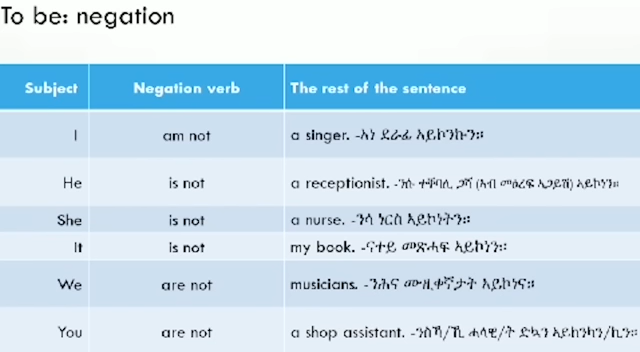 To be: negation
Subject Negation verb The rest of the sentence
I am not a singer. -ኣነ ደራፊ ኣይኮንኩን።
He is not a receptionist. -ንሱ ተቐባሊ ጋሻ (ኣብ መዕረፍ ኣጋይሽ) ኣይኮነን።
She is not a nurse. -ንሳ ነርስ ኣይኮነትን።
It is not my book. -ናተይ መጽሓፍ ኣይኮነን።
We are not musicians. -ንሕና ሙዚቀኛታት ኣይኮነና።
You are not a shop assistant. -ንስኻ/ኺ ሓላዊ/ት ድኳን ኣይከንካን/ኪን።